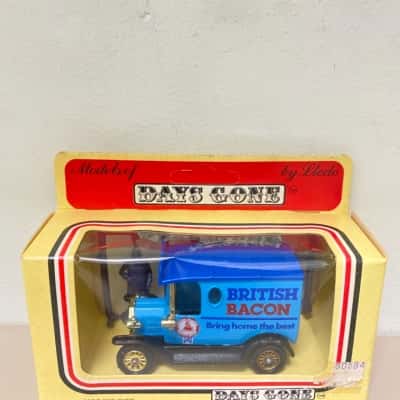 Models of
by Lledo
DAYS GONE
BRITISH
BACON
Bring home the best
DAYS GONE